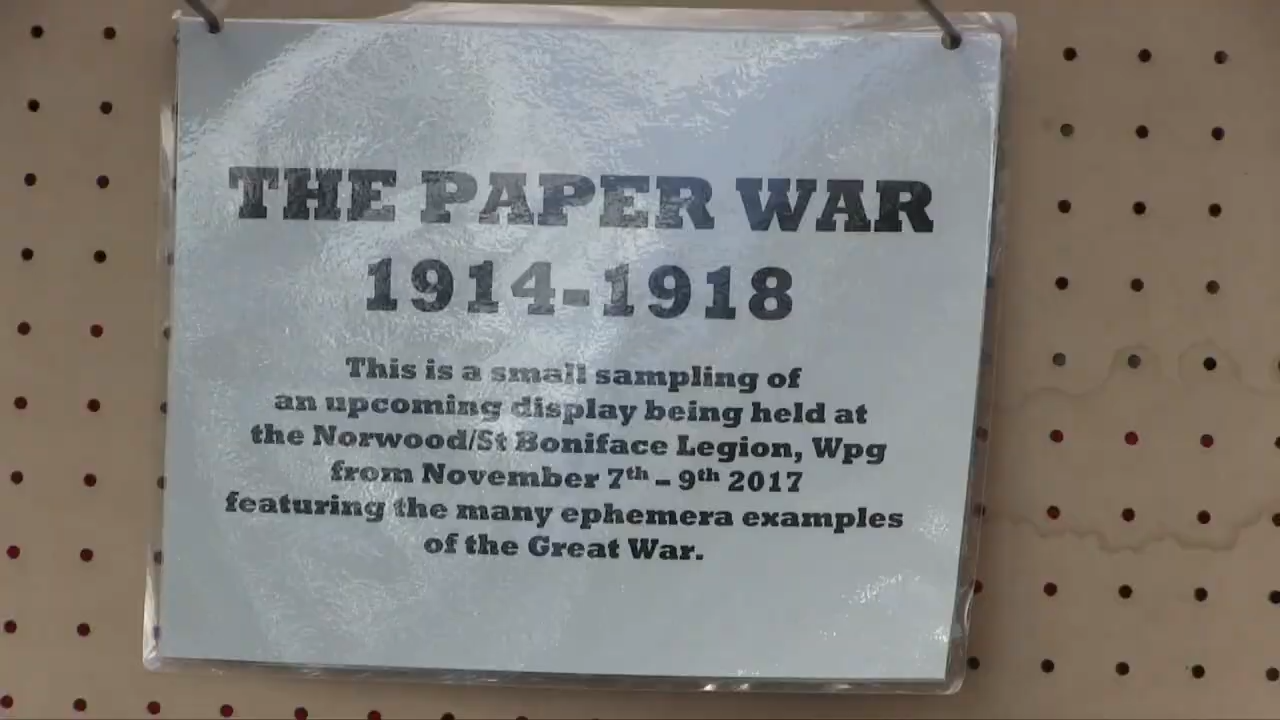 THE PAPER WAR
1914-1918
This is a small sampling of
an upcoming display being held at
the Norwood/St Boniface Legion, Wpg
from November 7th - 9th 2017
featuring the many ephemera examples
of the Great War.